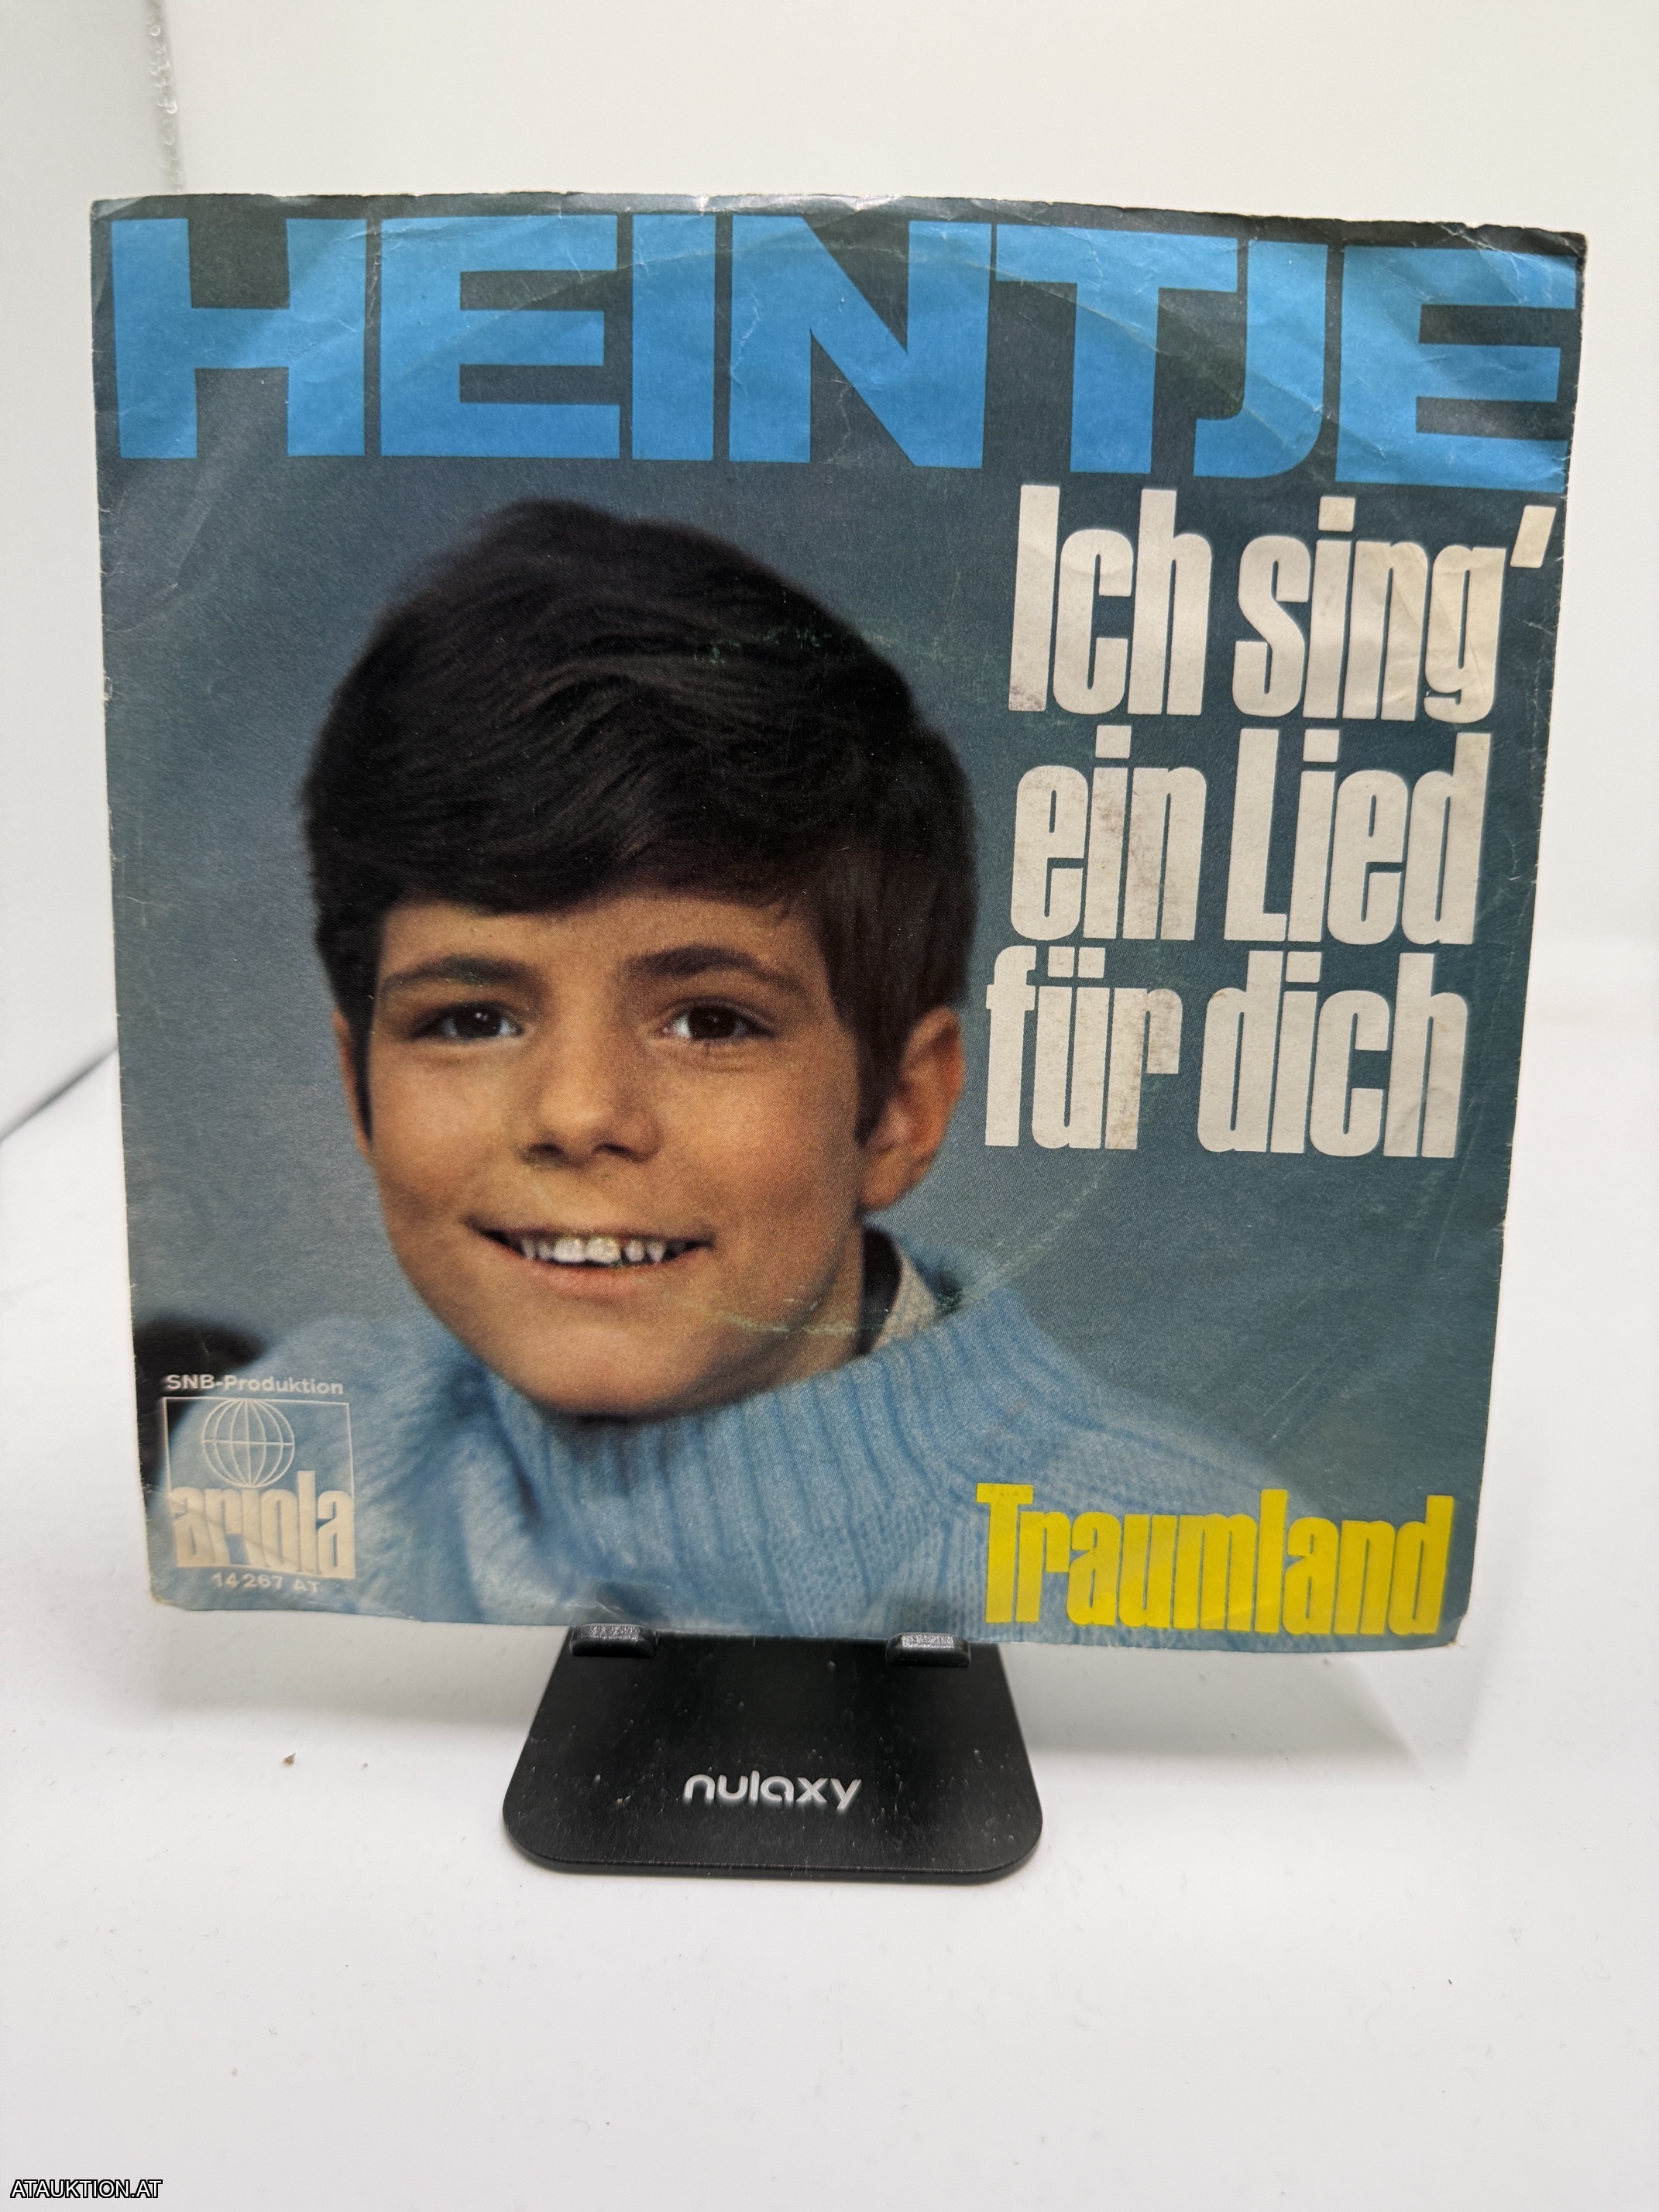 HEINTJE
Ich sing'
ein Lied
für dich
SNB-Produktion
ariola
14 267 AT
Traumland
nulaxy
ATAUKTION.AT